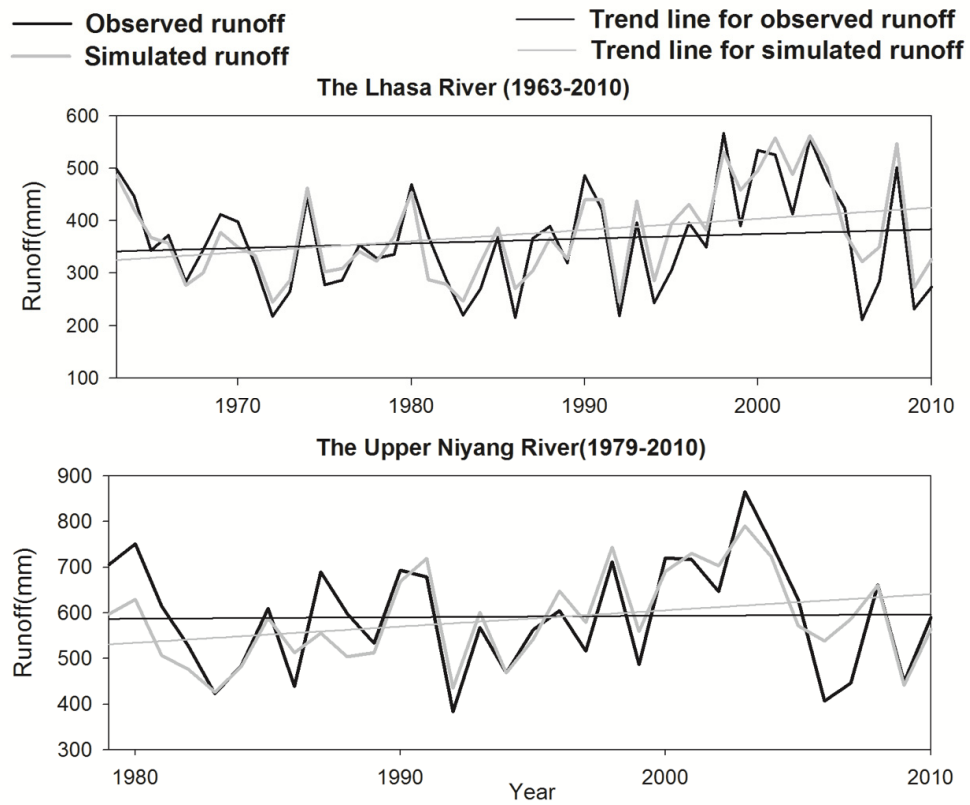 Observed runoff
Trend line for observed runoff
Simulated runoff
Trend line for simulated runoff
The Lhasa River (1963-2010)
600
500
400
300
200
100
Runoff(mm)
1970 1980 1990 2000 2010
The Upper Niyang River(1979-2010)
900
800
700
600
500
400
300
Runoff(mm)
1980 1990 2000 2010
Year